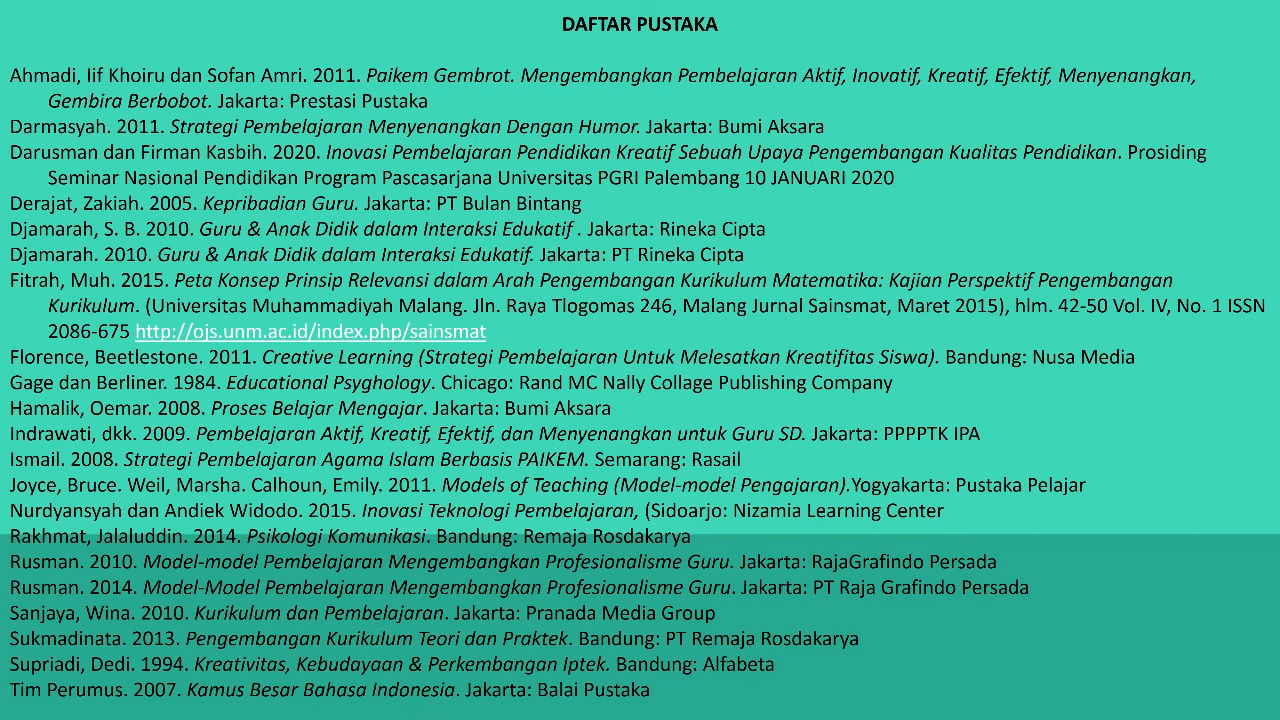 DAFTAR PUSTAKA
Ahmadi, Iif Khoiru dan Sofan Amri. 2011. Paikem Gembrot. Mengembangkan Pembelajaran Aktif, Inovatif, Kreatif, Efektif, Menyenangkan,
Gembira Berbobot. Jakarta: Prestasi Pustaka
Darmasyah. 2011. Strategi Pembelajaran Menyenangkan Dengan Humor. Jakarta: Bumi Aksara
Darusman dan Firman Kasbih. 2020. Inovasi Pembelajaran Pendidikan Kreatif Sebuah Upaya Pengembangan Kualitas Pendidikan. Prosiding
Seminar Nasional Pendidikan Program Pascasarjana Universitas PGRI Palembang 10 JANUARI 2020
Derajat, Zakiah. 2005. Kepribadian Guru. Jakarta: PT Bulan Bintang
Djamarah, S. B. 2010. Guru & Anak Didik dalam Interaksi Edukatif . Jakarta: Rineka Cipta
Djamarah. 2010. Guru & Anak Didik dalam Interaksi Edukatif. Jakarta: PT Rineka Cipta
Fitrah, Muh. 2015. Peta Konsep Prinsip Relevansi dalam Arah Pengembangan Kurikulum Matematika: Kajian Perspektif Pengembangan
Kurikulum. (Universitas Muhammadiyah Malang. Jln. Raya Tlogomas 246, Malang Jurnal Sainsmat, Maret 2015), hlm. 42-50 Vol. IV, No. 1 ISSN
2086-675 http://ojs.unm.ac.id/index.php/sainsmat
Florence, Beetlestone. 2011. Creative Learning (Strategi Pembelajaran Untuk Melesatkan Kreatifitas Siswa). Bandung: Nusa Media
Gage dan Berliner. 1984. Educational Psyghology. Chicago: Rand MC Nally Collage Publishing Company
Hamalik, Oemar. 2008. Proses Belajar Mengajar. Jakarta: Bumi Aksara
Indrawati, dkk. 2009. Pembelajaran Aktif, Kreatif, Efektif, dan Menyenangkan untuk Guru SD. Jakarta: PPPPTK IPA
Ismail. 2008. Strategi Pembelajaran Agama Islam Berbasis PAIKEM. Semarang: Rasail
Joyce, Bruce. Weil, Marsha. Calhoun, Emily. 2011. Models of Teaching (Model-model Pengajaran).Yogyakarta: Pustaka Pelajar
Nurdyansyah dan Andiek Widodo. 2015. Inovasi Teknologi Pembelajaran, (Sidoarjo: Nizamia Learning Center
Rakhmat, Jalaluddin. 2014. Psikologi Komunikasi. Bandung: Remaja Rosdakarya
Rusman. 2010. Model-model Pembelajaran Mengembangkan Profesionalisme Guru. Jakarta: RajaGrafindo Persada
Rusman. 2014. Model-Model Pembelajaran Mengembangkan Profesionalisme Guru. Jakarta: PT Raja Grafindo Persada
Sanjaya, Wina. 2010. Kurikulum dan Pembelajaran. Jakarta: Pranada Media Group
Sukmadinata. 2013. Pengembangan Kurikulum Teori dan Praktek. Bandung: PT Remaja Rosdakarya
Supriadi, Dedi. 1994. Kreativitas, Kebudayaan & Perkembangan Iptek. Bandung: Alfabeta
Tim Perumus. 2007. Kamus Besar Bahasa Indonesia. Jakarta: Balai Pustaka